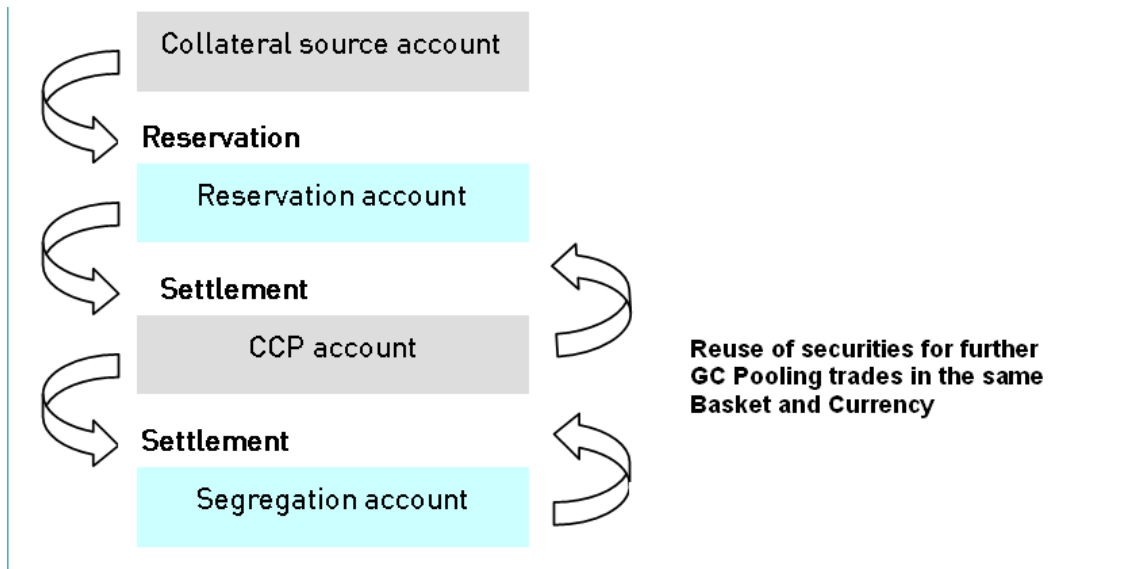 Collateral source account
Reservation
Reservation account
Settlement
CCP account
Reuse of securities for further
GC Pooling trades in the same
Basket and Currency
Settlement
Segregation account